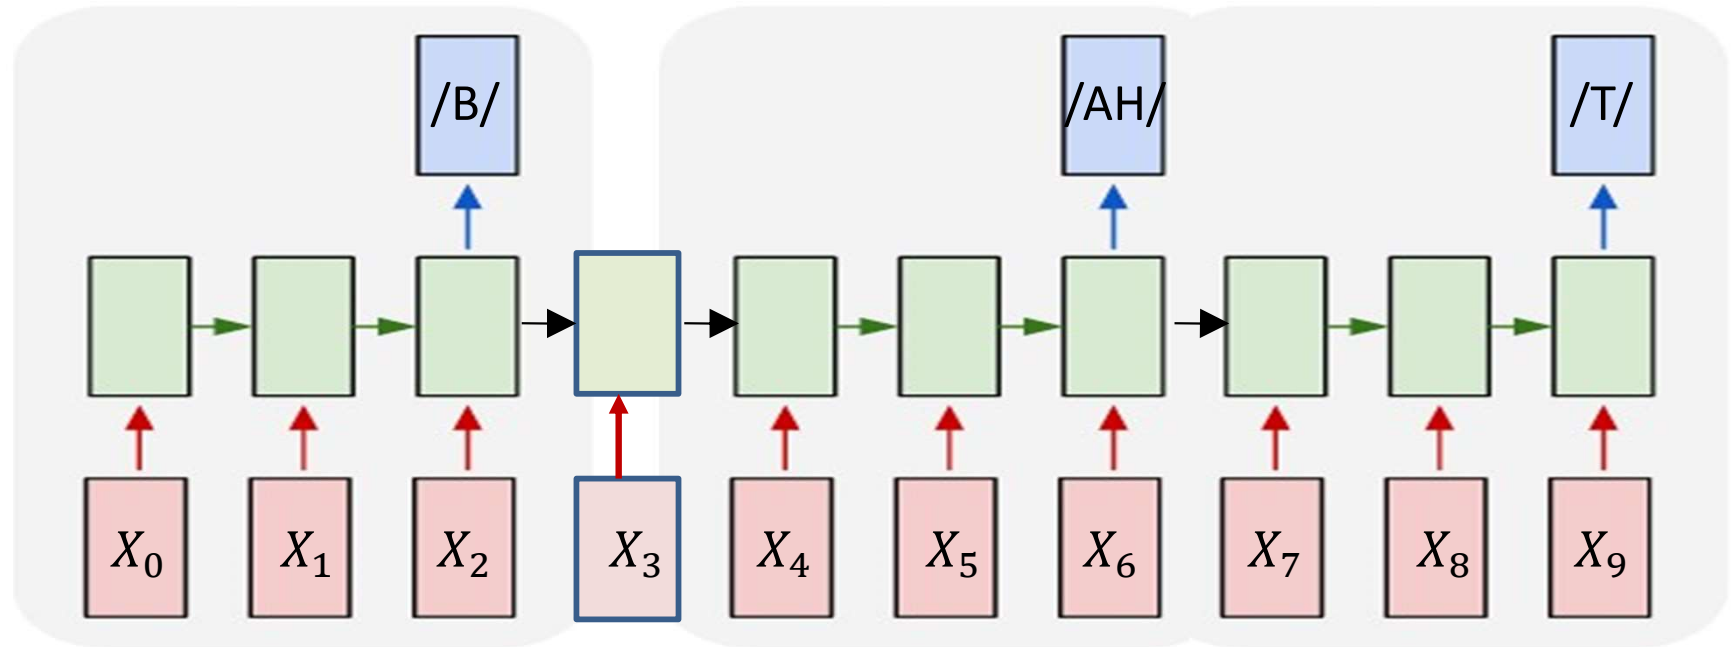 /B/ /AH/ /T/
X₀ X₁ X₂ X₃ X₄ X₅ X₆ X₇ X₈ X₉